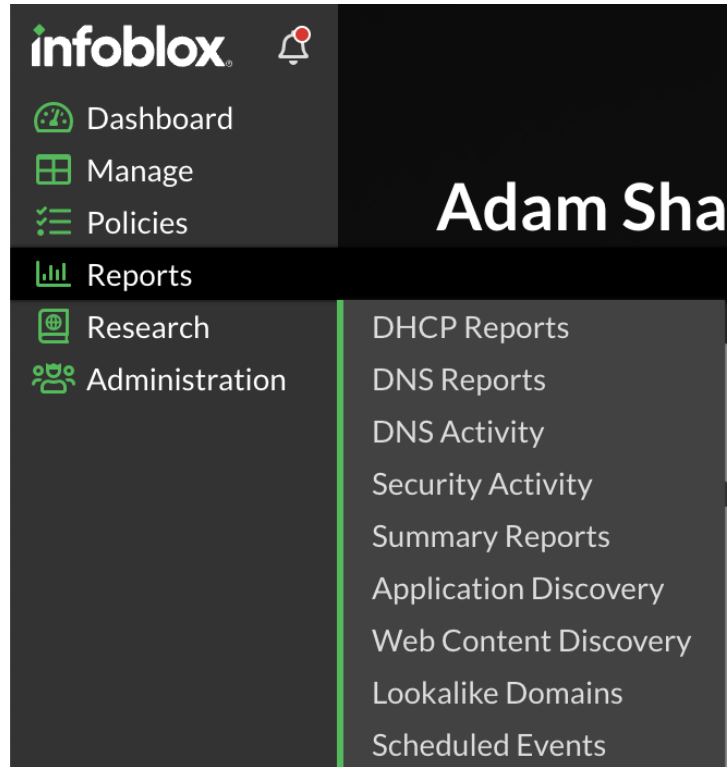 infoblox®
Dashboard
Manage
Policies
Reports
Research
Administration
Adam Sha
DHCP Reports
DNS Reports
DNS Activity
Security Activity
Summary Reports
Application Discovery
Web Content Discovery
Lookalike Domains
Scheduled Events